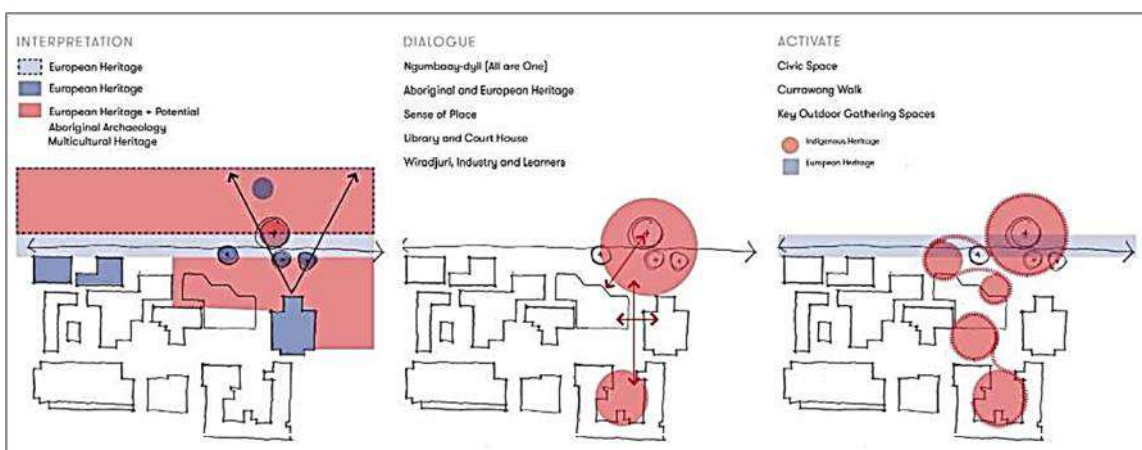 INTERPRETATION
European Heritage
European Heritage
European Heritage + Potential
Aboriginal Archaeology
Multicultural Heritage
DIALOGUE
Ngumbaay-dyil [All are One]
Aboriginal and European Heritage
Sense of Place
Library and Court House
Wiradjuri, Industry and Learners
ACTIVATE
Civic Space
Currawong Walk
Key Outdoor Gathering Spaces
Indigenous Heritage
European Heritage